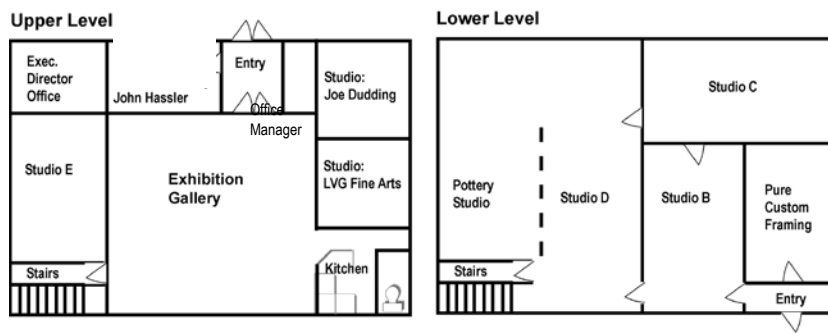 Upper Level
Exec.
Director
Office
John Hassler
Entry
Office
Manager
Studio:
Joe Dudding
Studio E
Exhibition
Gallery
Studio:
LVG Fine Arts
Stairs
Kitchen
Lower Level
Studio C
Pottery
Studio
Studio D
Studio B
Pure
Custom
Framing
Stairs
Entry